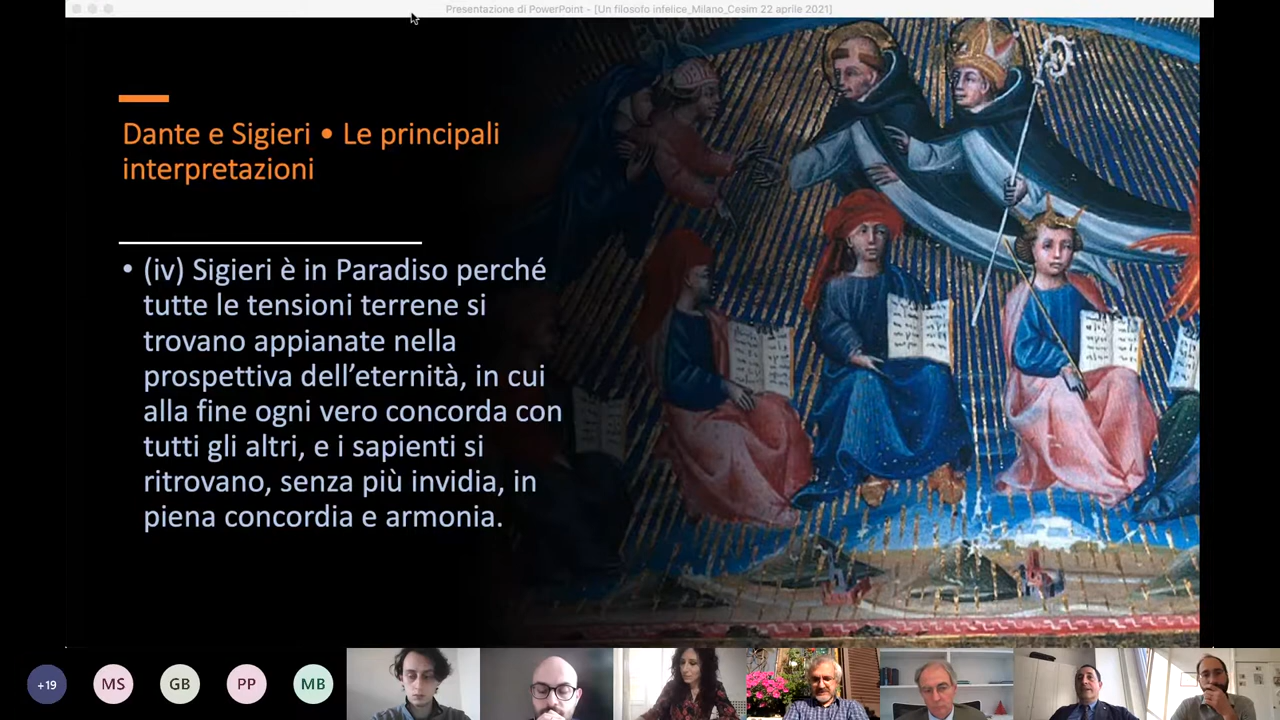 Presentazione di PowerPoint - [Un filosofo infelice_Milano_Cesim 22 aprile 2021]
Dante e Sigieri • Le principali
interpretazioni
• (iv) Sigieri è in Paradiso perché
tutte le tensioni terrene si
trovano appianate nella
prospettiva dell’eternità, in cui
alla fine ogni vero concorda con
tutti gli altri, e i sapienti si
ritrovano, senza più invidia, in
piena concordia e armonia.
+19
MS
GB
PP
MB